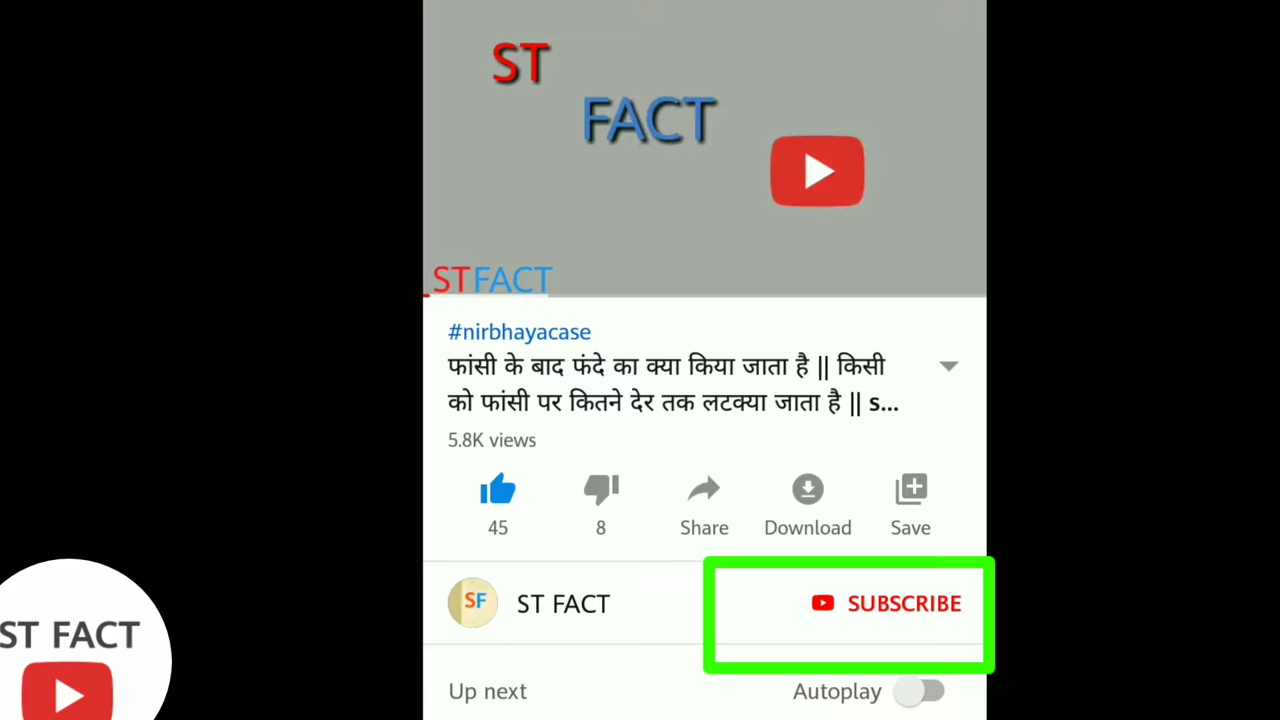 ST
FACT
STFACT
#nirbhayacase
फांसी के बाद फंदे का क्या किया जाता है || किसी
को फांसी पर कितने देर तक लटक्या जाता है || s...
5.8K views
45
8
Share
Download
Save
SF
ST FACT
SUBSCRIBE
ST FACT
Up next
Autoplay